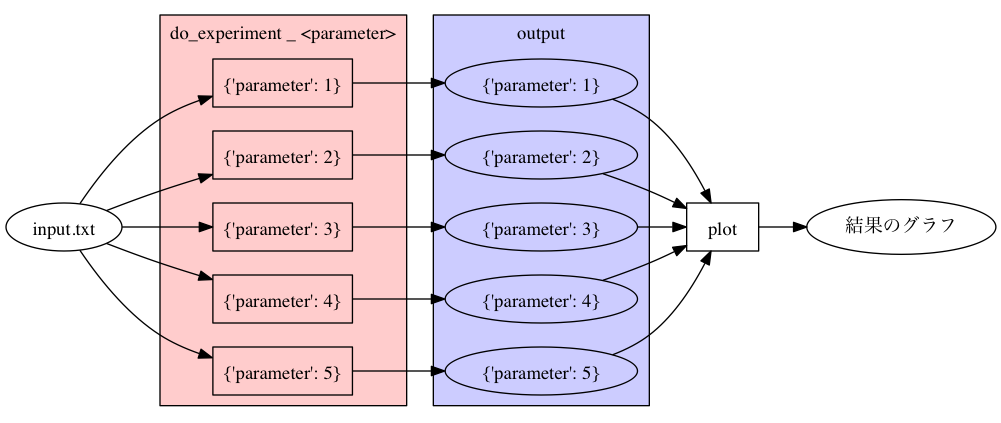 do_experiment _ <parameter>
output
{'parameter': 1}
{'parameter': 1}
{'parameter': 2}
{'parameter': 2}
input.txt
{'parameter': 3}
{'parameter': 3}
plot
結果のグラフ
{'parameter': 4}
{'parameter': 4}
{'parameter': 5}
{'parameter': 5}